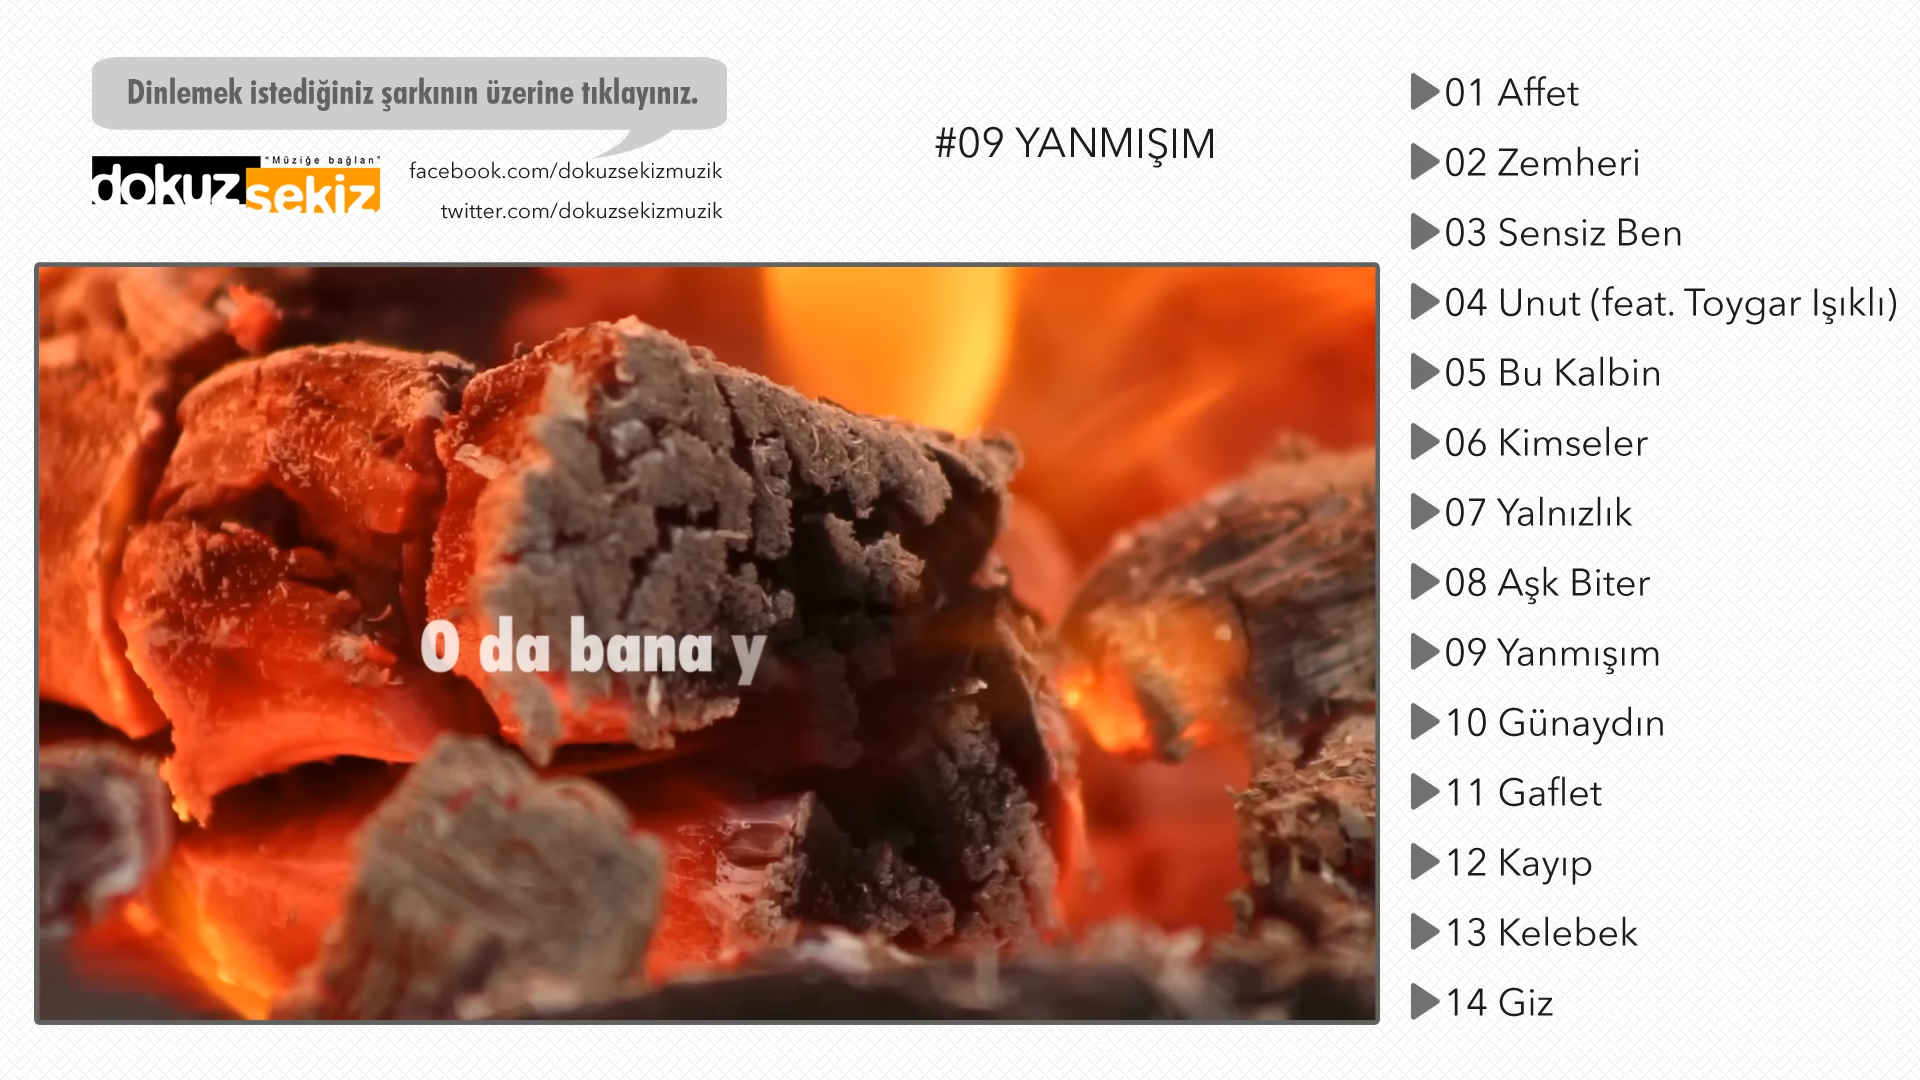 Dinlemek istediğiniz şarkının üzerine tıklayınız.
"Müziğe bağlan"
dokuzsekiz
facebook.com/dokuzsekizmuzik
twitter.com/dokuzsekizmuzik
#09 YANMIŞIM
O da bana y
01 Affet
02 Zemheri
03 Sensiz Ben
04 Unut (feat. Toygar Işıklı)
05 Bu Kalbin
06 Kimseler
07 Yalnızlık
08 Aşk Biter
09 Yanmışım
10 Günaydın
11 Gaflet
12 Kayıp
13 Kelebek
14 Giz